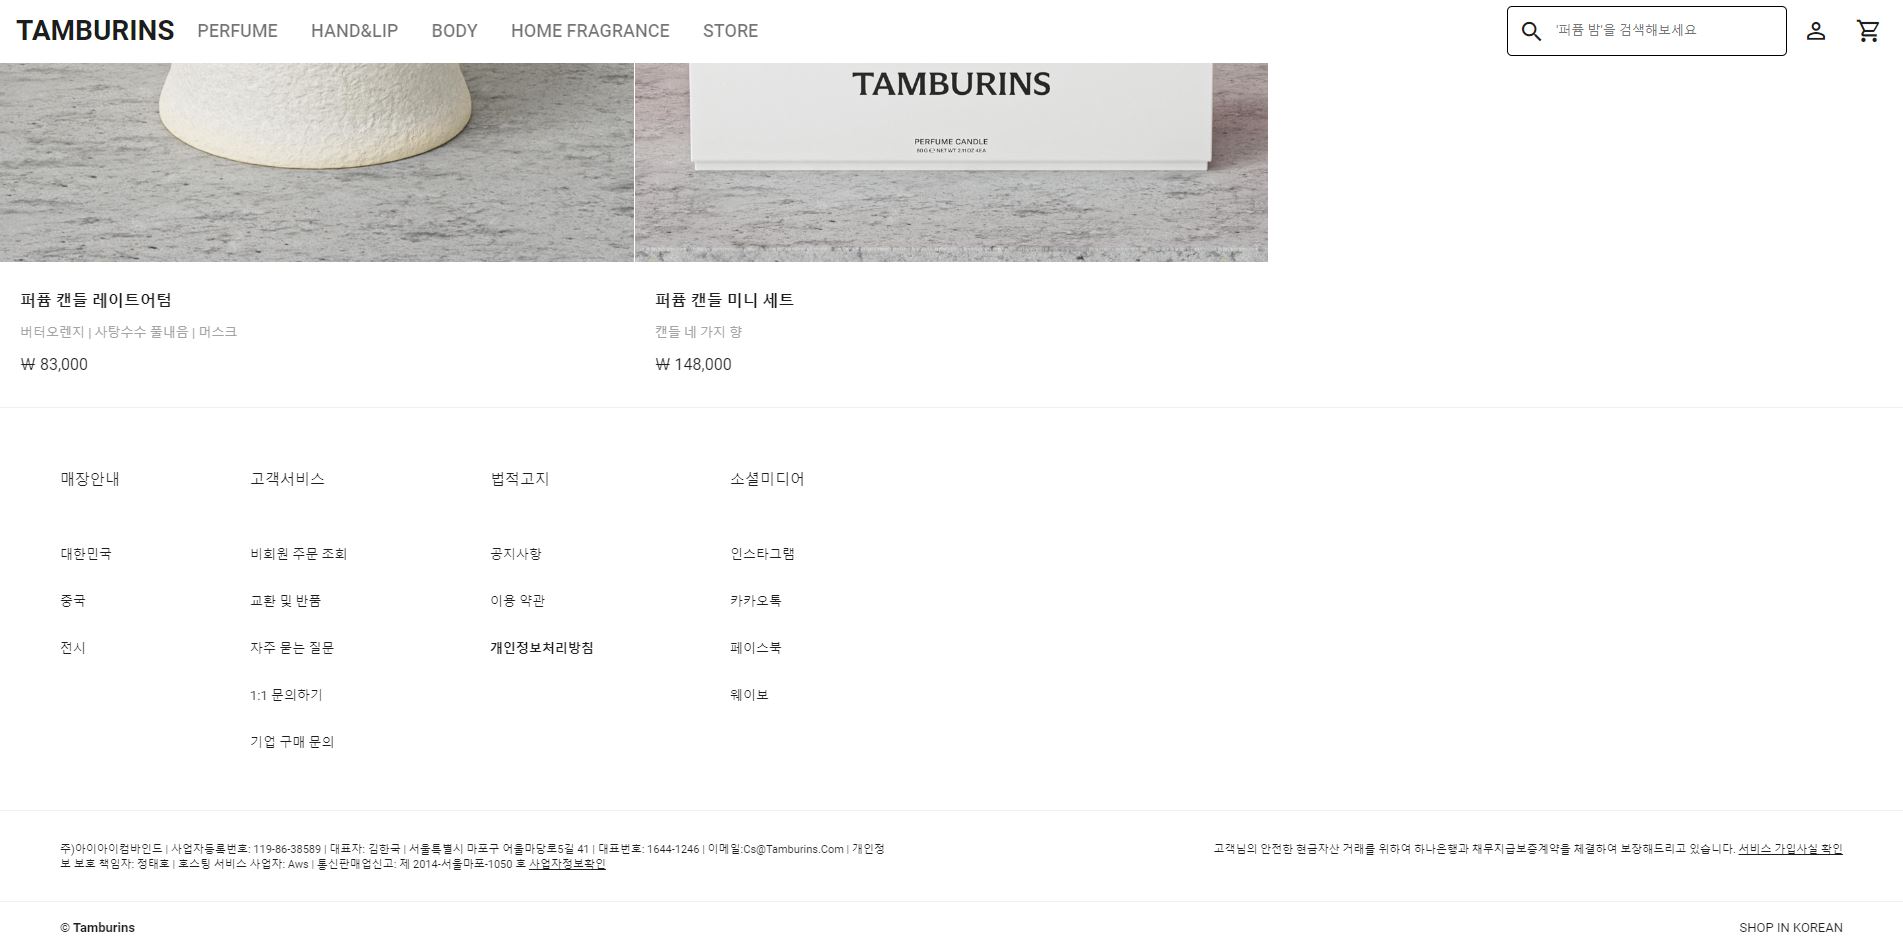 TAMBURINS PERFUME HAND&LIP BODY HOME FRAGRANCE STORE '퍼퓸 밤'을 검색해보세요
TAMBURINS
PERFUME CANDLE
퍼퓸 캔들 레이트어텀
버터오렌지 | 사탕수수 풀내음 | 머스크
₩ 83,000
퍼퓸 캔들 미니 세트
캔들 네 가지 향
₩ 148,000
매장안내
대한민국
중국
전시
고객서비스
비회원 주문 조회
교환 및 반품
자주 묻는 질문
1:1 문의하기
기업 구매 문의
법적고지
공지사항
이용 약관
개인정보처리방침
소셜미디어
인스타그램
카카오톡
페이스북
웨이보
주)아이아이컴바인드 | 사업자등록번호: 119-86-38589 | 대표자: 김한국 | 서울특별시 마포구 어울마당로5길 41 | 대표번호: 1644-1246 | 이메일:Cs@Tamburins.Com | 개인정
보 보호 책임자: 정태호 | 호스팅 서비스 사업자: Aws | 통신판매업신고: 제 2014-서울마포-1050 호 사업자정보확인
고객님의 안전한 현금자산 거래를 위하여 하나은행과 채무지급보증계약을 체결하여 보장해드리고 있습니다. 서비스 가입사실 확인
© Tamburins
SHOP IN KOREAN